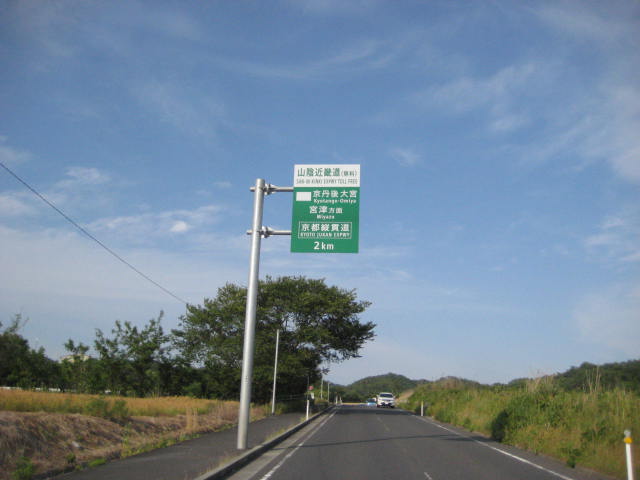 山陰近畿道(無料)
SAN-IN-KINKI EXPWY TOLL FREE
京丹後大宮
Kyotango-Omiya
宮津方面
Miyazu
京都縦貫道
KYOTO JUKAN EXPWY
2km